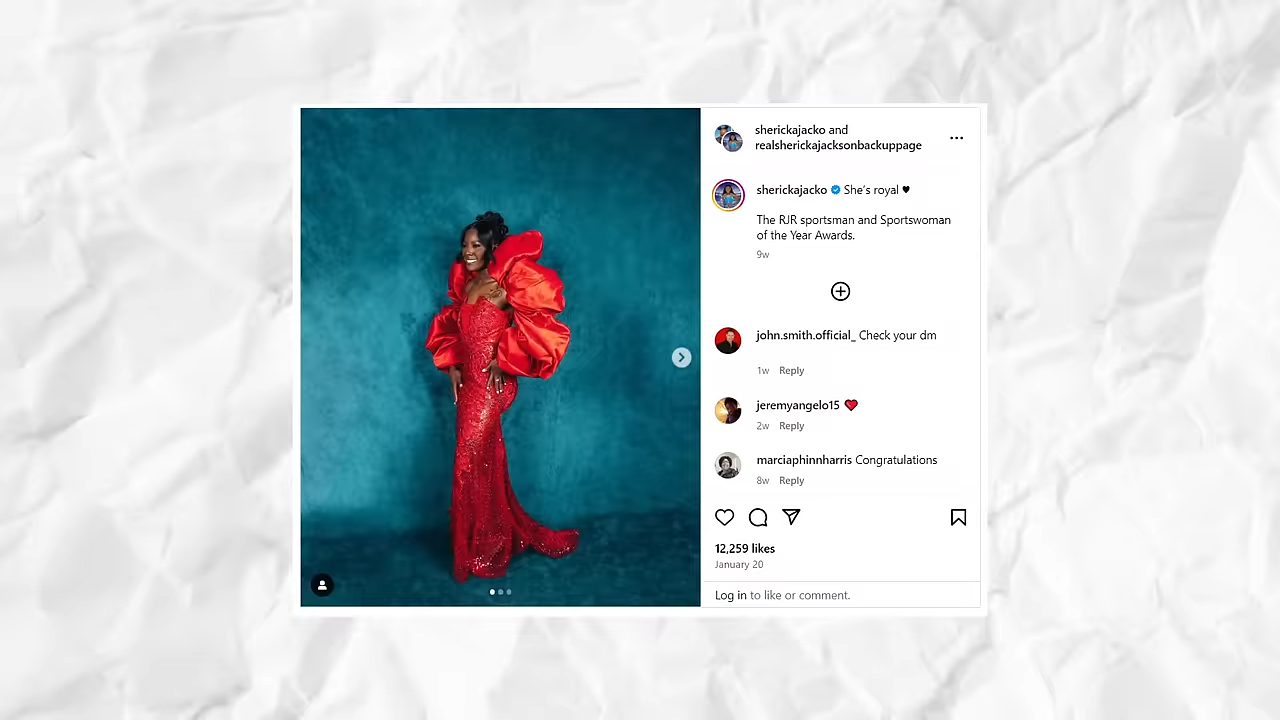 sherickajacko and
realsherickajacksonbackuppage
sherickajacko She's royal 🖤
The RJR sportsman and Sportswoman
of the Year Awards.
9w
john.smith.official_ Check your dm
1w Reply
jeremyangelo15 ❤️
2w Reply
marciaphinnharris Congratulations
8w Reply
12,259 likes
January 20
Log in to like or comment.